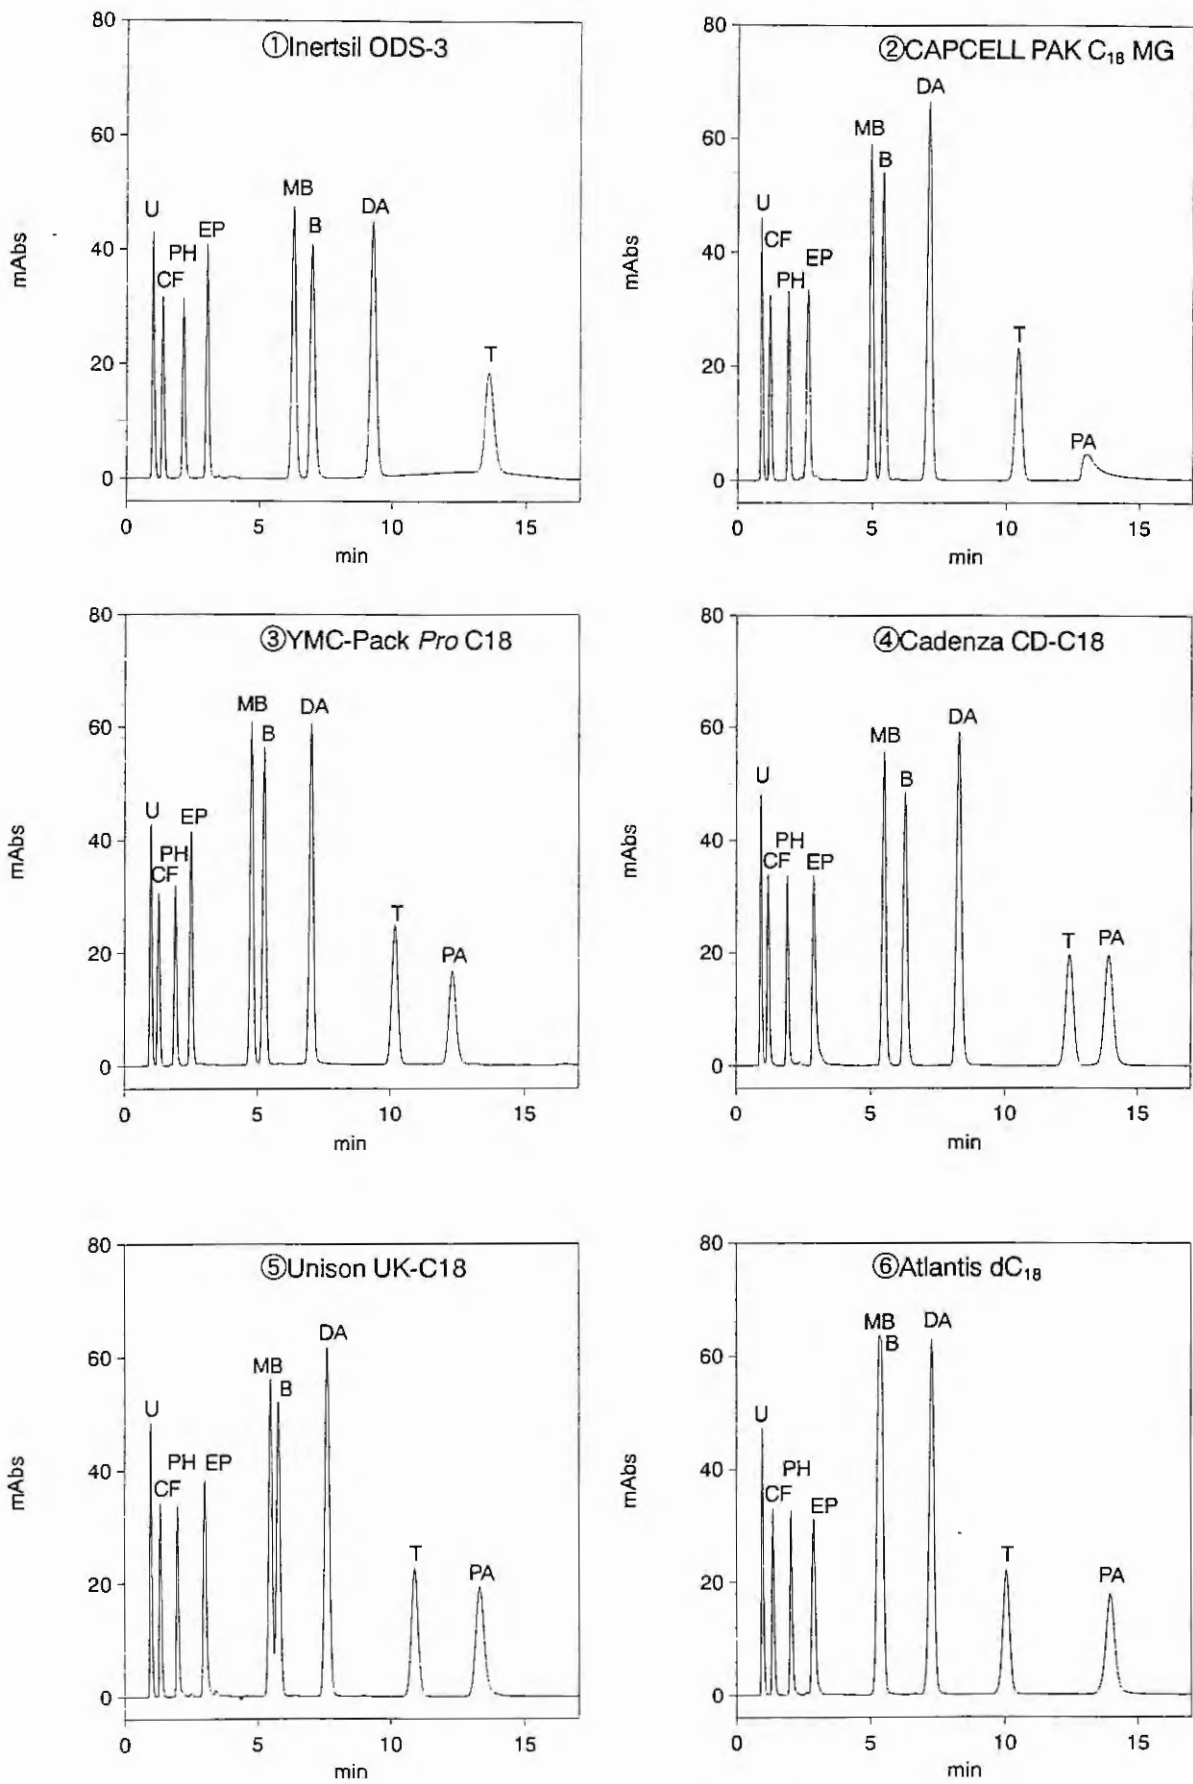 ①Inertsil ODS-3
80
60
40
20
0
mAbs
U
CF
PH
EP
MB
B
DA
T
0
5
10
15
min
②CAPCELL PAK C₁₈ MG
80
60
40
20
0
mAbs
U
CF
PH
EP
MB
B
DA
T
PA
0
5
10
15
min
③YMC-Pack Pro C18
80
60
40
20
0
mAbs
U
CF
PH
EP
MB
B
DA
T
PA
0
5
10
15
min
④Cadenza CD-C18
80
60
40
20
0
mAbs
U
CF
PH
EP
MB
B
DA
T
PA
0
5
10
15
min
⑤Unison UK-C18
80
60
40
20
0
mAbs
U
CF
PH
EP
MB
B
DA
T
PA
0
5
10
15
min
⑥Atlantis dC₁₈
80
60
40
20
0
mAbs
U
CF
PH
EP
MB
B
DA
T
PA
0
5
10
15
min